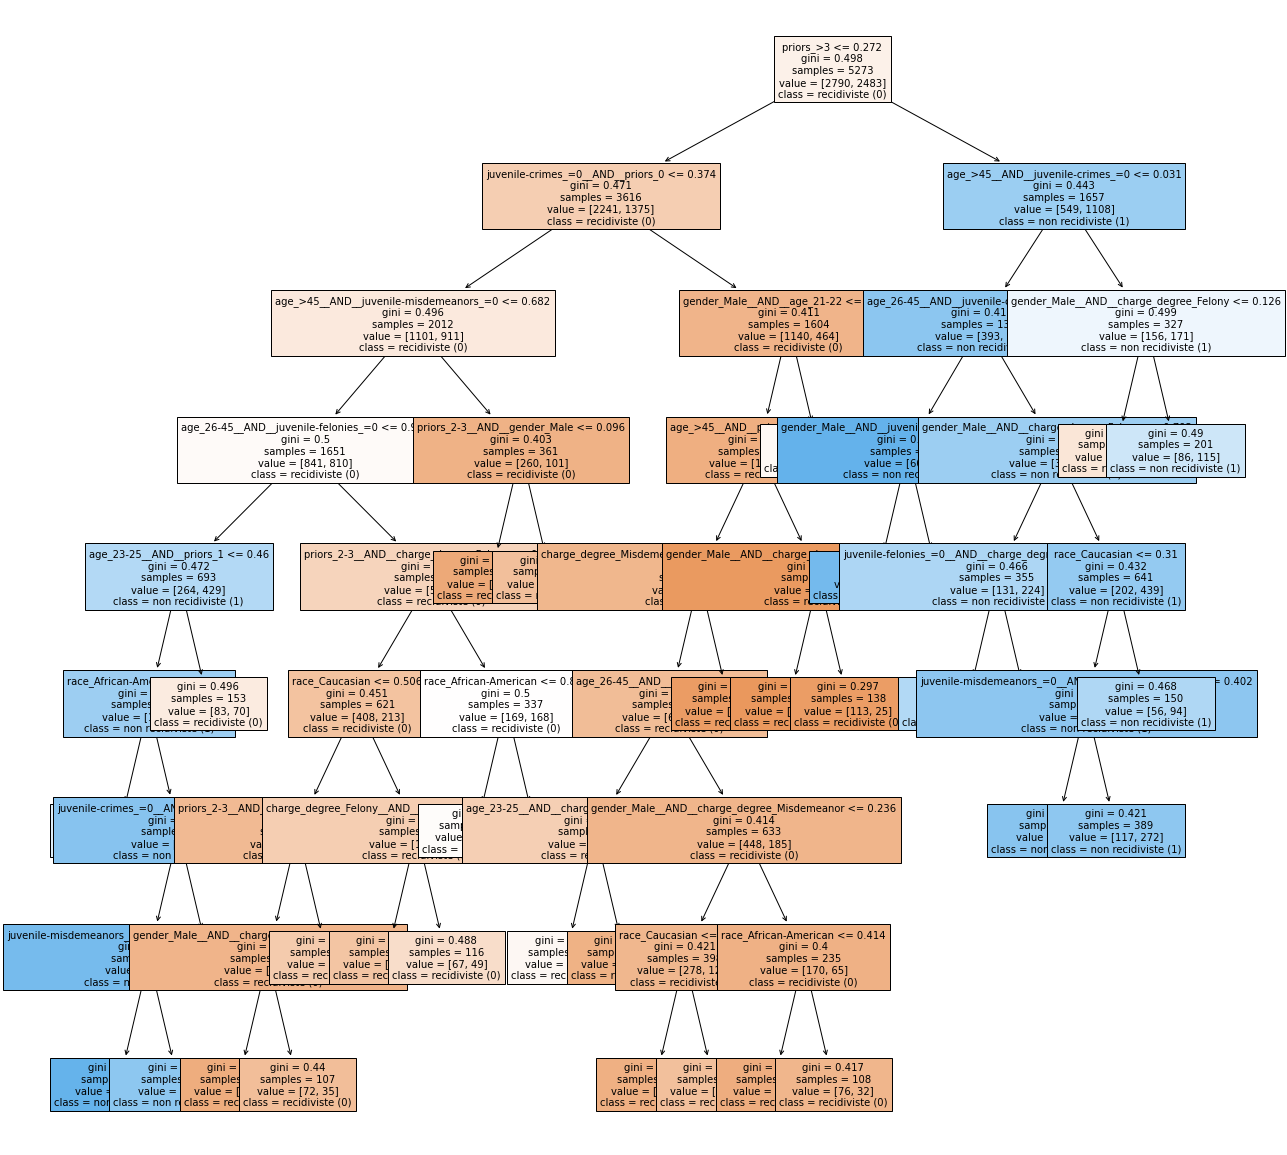 priors_>3 <= 0.272
gini = 0.498
samples = 5273
value = [2790, 2483]
class = recidiviste (0)
juvenile-crimes_=0__AND__priors_0 <= 0.374
gini = 0.471
samples = 3616
value = [2241, 1375]
class = recidiviste (0)
age_>45__AND__juvenile-crimes_=0 <= 0.031
gini = 0.443
samples = 1657
value = [549, 1108]
class = non recidiviste (1)
age_>45__AND__juvenile-misdemeanors_=0 <= 0.682
gini = 0.496
samples = 2012
value = [1101, 911]
class = recidiviste (0)
gender_Male__AND__age_21-22 <=
gini = 0.411
samples = 1604
value = [1140, 464]
class = recidiviste (0)
age_26-45__AND__juvenile-
gini = 0.41
samples = 13
value = [393,
class = non recidi
gender_Male__AND__charge_degree_Felony <= 0.126
gini = 0.499
samples = 327
value = [156, 171]
class = non recidiviste (1)
age_26-45__AND__juvenile-felonies_=0 <= 0.9
gini = 0.5
samples = 1651
value = [841, 810]
class = recidiviste (0)
priors_2-3__AND__gender_Male <= 0.096
gini = 0.403
samples = 361
value = [260, 101]
class = recidiviste (0)
age_>45__AND__p
gini =
samples
value = [1
class = rec
gender_Male__AND__juveni
gini = 0.
samples =
value = [6
class = non re
gender_Male__AND__charge
gini =
samples
value = [3
class = non re
gini
samp
value
class = r
gini = 0.49
samples = 201
value = [86, 115]
class = non recidiviste (1)
age_23-25__AND__priors_1 <= 0.46
gini = 0.472
samples = 693
value = [264, 429]
class = non recidiviste (1)
priors_2-3__AND__charge
gini =
samples
value = [5
class = reci
gini =
samples
value = [
class = rec
gini
samp
value =
class =
charge_degree_Misdeme
gender_Male__AND__charge
gini
samp
value =
class = r
class
juvenile-felonies_=0__AND__charge_deg
gini = 0.466
samples = 355
value = [131, 224]
class = non recidiviste
race_Caucasian <= 0.31
gini = 0.432
samples = 641
value = [202, 439]
class = non recidiviste (1)
race_African-Am
gini =
samples
value = [
class = non r
gini = 0.496
samples = 153
value = [83, 70]
class = recidiviste (0)
race_Caucasian <= 0.506
gini = 0.451
samples = 621
value = [408, 213]
class = recidiviste (0)
race_African-American <= 0.
gini = 0.5
samples = 337
value = [169, 168]
class = recidiviste (0)
age_26-45__AND_
gini =
samples
value = [6
class = reci
gini =
samples
value = [
class = rec
gini =
samples
value = [
class = rec
gini = 0.297
samples = 138
value = [113, 25]
class = recidiviste (0
juvenile-misdemeanors_=0__A
= 0.402
gini
samp
value =
class = non
gini = 0.468
samples = 150
value = [56, 94]
class = non recidiviste (1)
juvenile-crimes_=0__AN
gini =
sample
value =
class = non
priors_2-3__AND_
charge_degree_Felony__AND_
gini =
samples
value = [1
class = rec
gi
samp
value
class =
age_23-25__AND__charg
gini
samp
value =
class = re
gender_Male__AND__charge_degree_Misdemeanor <= 0.236
gini = 0.414
samples = 633
value = [448, 185]
class = recidiviste (0)
gini
samp
value
class = non
gini = 0.421
samples = 389
value = [117, 272]
class = non recidiviste (1)
juvenile-misdemeanors_
gender_Male__AND__charg
gini =
samples
value = [
class = rec
gini =
samples
value =
class = rec
gini =
samples
value = [
class = rec
gini = 0.488
samples = 116
value = [67, 49]
class = recidiviste (0)
gini =
samples
value =
class = rec
gini
samp
value =
class = r
race_Caucasian <=
gini = 0.421
samples = 398
value = [278, 12
class = recidiviste
race_African-American <= 0.414
gini = 0.4
samples = 235
value = [170, 65]
class = recidiviste (0)
gini
samp
value =
class = non
gini =
samples
value =
class = non r
gini =
samples
value = [
class = rec
gini = 0.44
samples = 107
value = [72, 35]
class = recidiviste (0)
gini =
samples
value = [
class = rec
gini =
samples
value = [
class = rec
gini =
samples
value = [
class = rec
gini = 0.417
samples = 108
value = [76, 32]
class = recidiviste (0)